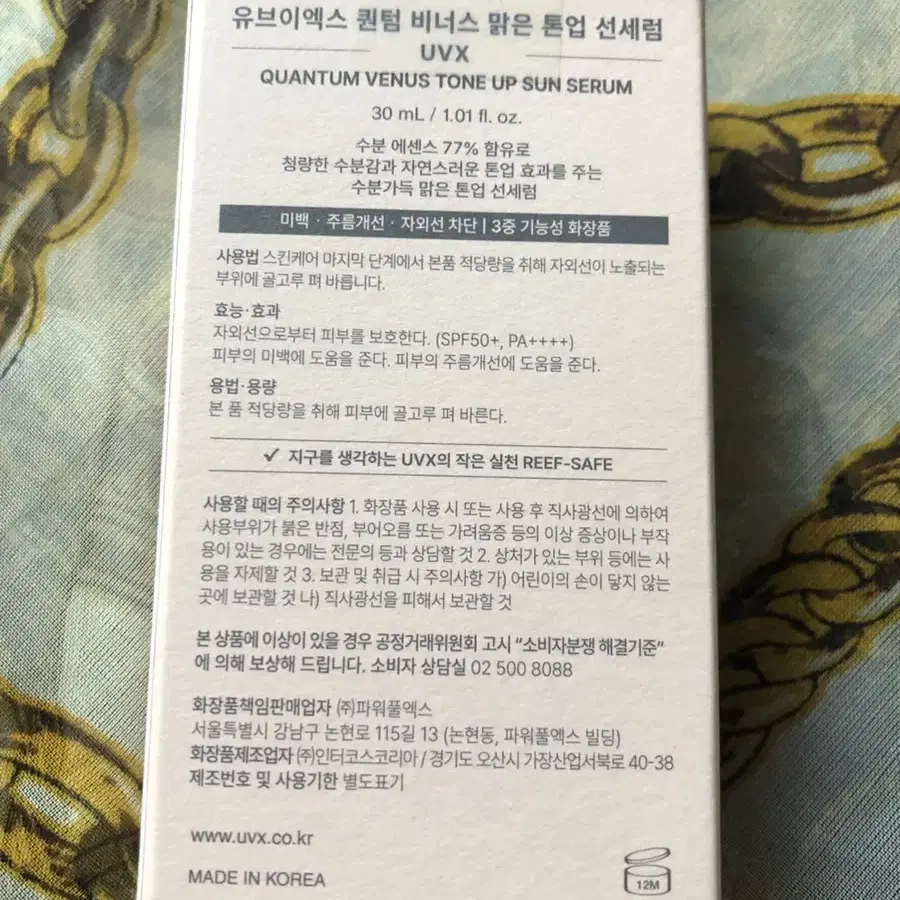 유브이엑스 퀀텀 비너스 맑은 톤업 선세럼
UVX
QUANTUM VENUS TONE UP SUN SERUM
30 mL / 1.01 fl. oz.
수분 에센스 77% 함유로
청량한 수분감과 자연스러운 톤업 효과를 주는
수분가득 맑은 톤업 선세럼
미백 · 주름개선 · 자외선 차단 | 3중 기능성 화장품
사용법 스킨케어 마지막 단계에서 본품 적당량을 취해 자외선이 노출되는
부위에 골고루 펴 바릅니다.
효능·효과
자외선으로부터 피부를 보호한다. (SPF50+, PA++++)
피부의 미백에 도움을 준다. 피부의 주름개선에 도움을 준다.
용법·용량
본 품 적당량을 취해 피부에 골고루 펴 바른다.
✓ 지구를 생각하는 UVX의 작은 실천 REEF-SAFE
사용할 때의 주의사항 1. 화장품 사용 시 또는 사용 후 직사광선에 의하여
사용부위가 붉은 반점, 부어오름 또는 가려움증 등의 이상 증상이나 부작
용이 있는 경우에는 전문의 등과 상담할 것 2. 상처가 있는 부위 등에는 사
용을 자제할 것 3. 보관 및 취급 시 주의사항 가) 어린이의 손이 닿지 않는
곳에 보관할 것 나) 직사광선을 피해서 보관할 것
본 상품에 이상이 있을 경우 공정거래위원회 고시 “소비자분쟁 해결기준”
에 의해 보상해 드립니다. 소비자 상담실 02 500 8088
화장품책임판매업자 ㈜파워풀엑스
서울특별시 강남구 논현로 115길 13 (논현동, 파워풀엑스 빌딩)
화장품제조업자 ㈜인터코스코리아 / 경기도 오산시 가장산업서북로 40-38
제조번호 및 사용기한 별도표기
www.uvx.co.kr
MADE IN KOREA
12M